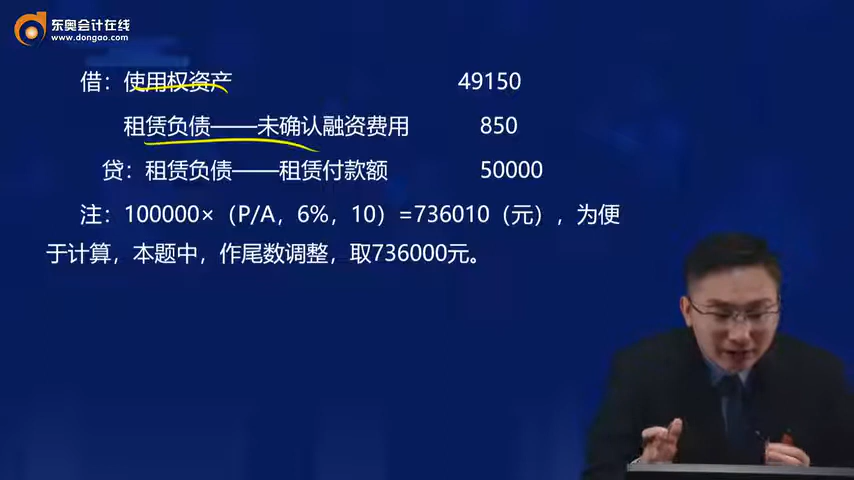 东奥会计在线
www.dongao.com
借：使用权资产 49150
租赁负债——未确认融资费用 850
贷：租赁负债——租赁付款额 50000
注：100000×（P/A，6%，10）=736010（元），为便
于计算，本题中，作尾数调整，取736000元。